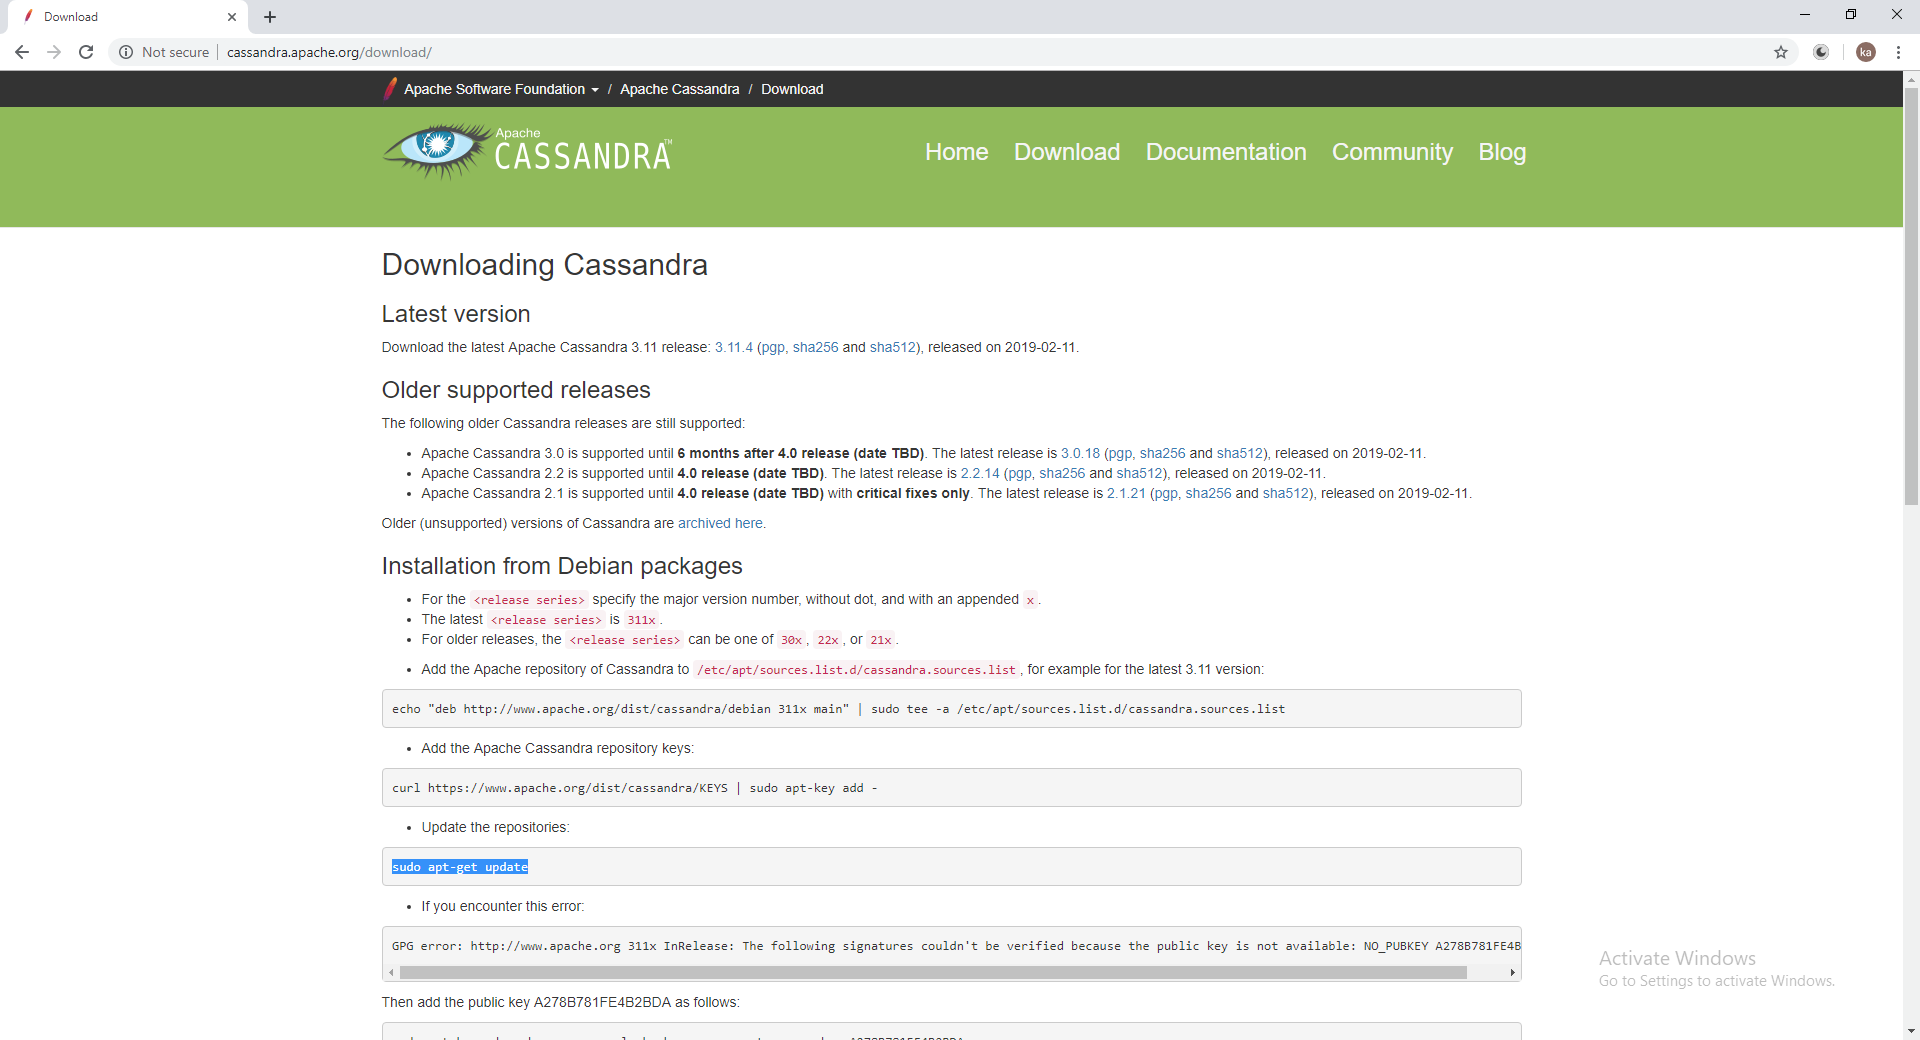 Download
Not secure | cassandra.apache.org/download/
ka
Apache Software Foundation / Apache Cassandra / Download
Apache
CASSANDRA™
Home Download Documentation Community Blog
Downloading Cassandra
Latest version
Download the latest Apache Cassandra 3.11 release: 3.11.4 (pgp, sha256 and sha512), released on 2019-02-11.
Older supported releases
The following older Cassandra releases are still supported:
• Apache Cassandra 3.0 is supported until 6 months after 4.0 release (date TBD). The latest release is 3.0.18 (pgp, sha256 and sha512), released on 2019-02-11.
• Apache Cassandra 2.2 is supported until 4.0 release (date TBD). The latest release is 2.2.14 (pgp, sha256 and sha512), released on 2019-02-11.
• Apache Cassandra 2.1 is supported until 4.0 release (date TBD) with critical fixes only. The latest release is 2.1.21 (pgp, sha256 and sha512), released on 2019-02-11.
Older (unsupported) versions of Cassandra are archived here.
Installation from Debian packages
• For the <release series> specify the major version number, without dot, and with an appended x.
• The latest <release series> is 311x.
• For older releases, the <release series> can be one of 30x, 22x, or 21x.
• Add the Apache repository of Cassandra to /etc/apt/sources.list.d/cassandra.sources.list, for example for the latest 3.11 version:
echo "deb http://www.apache.org/dist/cassandra/debian 311x main" | sudo tee -a /etc/apt/sources.list.d/cassandra.sources.list
• Add the Apache Cassandra repository keys:
curl https://www.apache.org/dist/cassandra/KEYS | sudo apt-key add -
• Update the repositories:
sudo apt-get update
• If you encounter this error:
GPG error: http://www.apache.org 311x InRelease: The following signatures couldn't be verified because the public key is not available: NO_PUBKEY A278B781FE4B
Then add the public key A278B781FE4B2BDA as follows:
Activate Windows
Go to Settings to activate Windows.